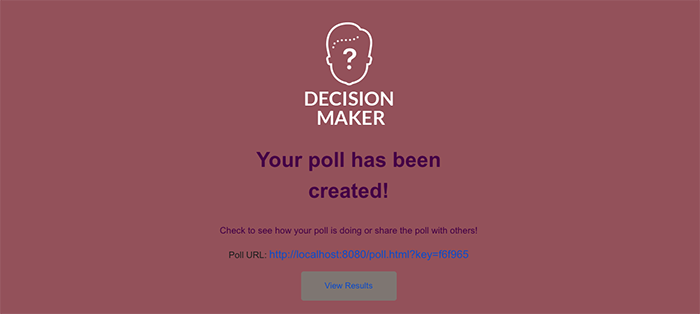 ?
DECISION
MAKER
Your poll has been
created!
Check to see how your poll is doing or share the poll with others!
Poll URL: http://localhost:8080/poll.html?key=f6f965
View Results